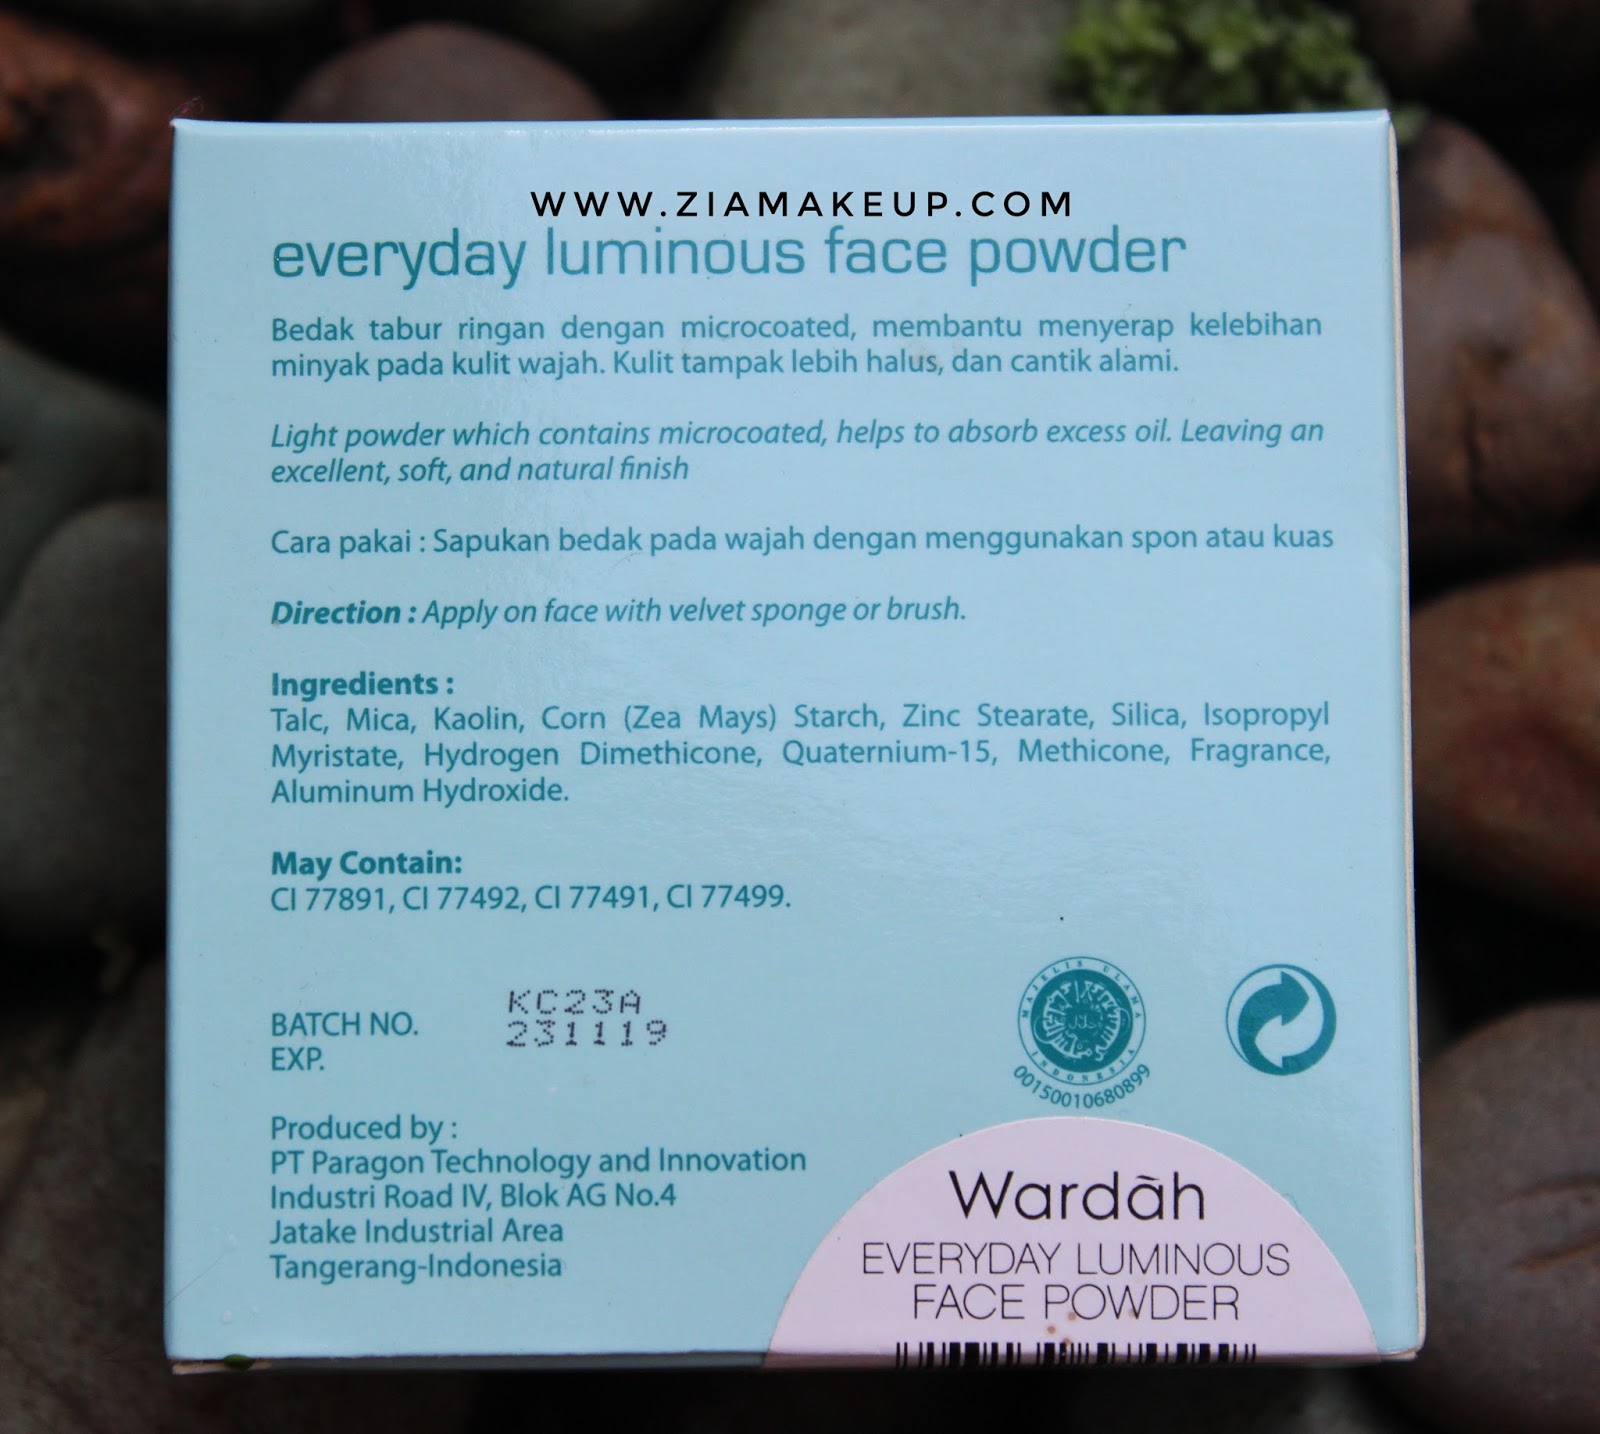 WWW.ZIAMAKEUP.COM
everyday luminous face powder
Bedak tabur ringan dengan microcoated, membantu menyerap kelebihan
minyak pada kulit wajah. Kulit tampak lebih halus, dan cantik alami.
Light powder which contains microcoated, helps to absorb excess oil. Leaving an
excellent, soft, and natural finish
Cara pakai : Sapukan bedak pada wajah dengan menggunakan spon atau kuas
Direction : Apply on face with velvet sponge or brush.
Ingredients :
Talc, Mica, Kaolin, Corn (Zea Mays) Starch, Zinc Stearate, Silica, Isopropyl
Myristate, Hydrogen Dimethicone, Quaternium-15, Methicone, Fragrance,
Aluminum Hydroxide.
May Contain:
CI 77891, CI 77492, CI 77491, CI 77499.
BATCH NO. KC23A
EXP. 231119
MAJELIS ULAMA
INDONESIA
00150010680899
Produced by :
PT Paragon Technology and Innovation
Industri Road IV, Blok AG No.4
Jatake Industrial Area
Tangerang-Indonesia
Wardãh
EVERYDAY LUMINOUS
FACE POWDER